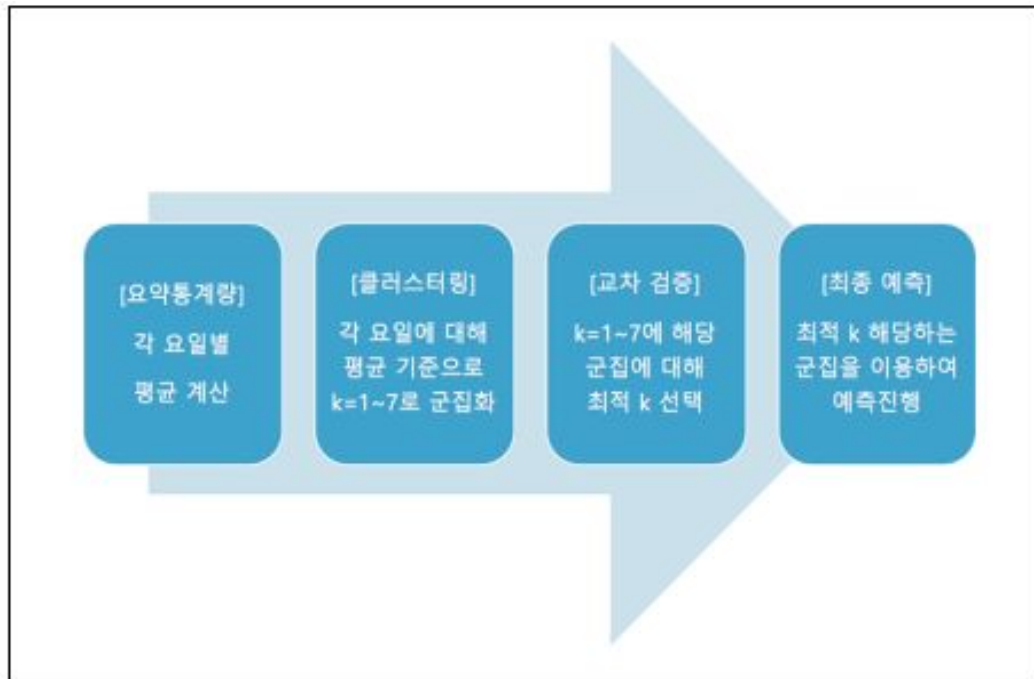 [요약통계량]
각 요일별
평균 계산
[클러스터링]
각 요일에 대해
평균 기준으로
k=1~7로 군집화
[교차 검증]
k=1~7에 해당
군집에 대해
최적 k 선택
[최종 예측]
최적 k 해당하는
군집을 이용하여
예측진행